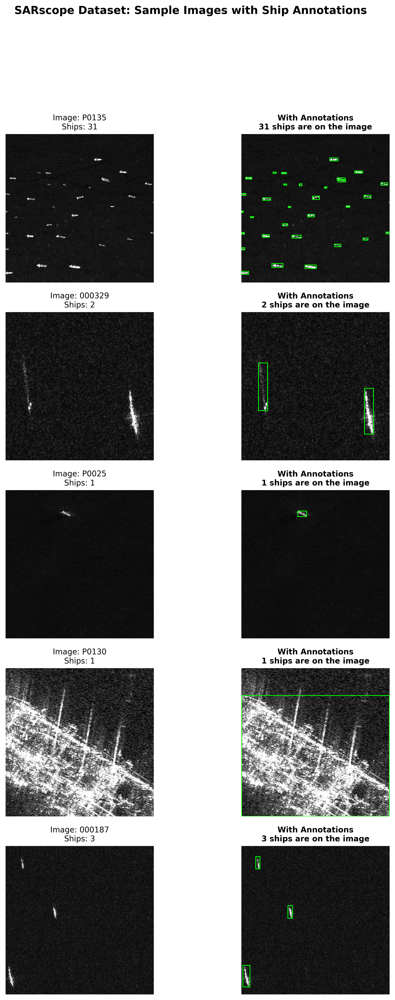 SARscope Dataset: Sample Images with Ship Annotations
Image: P0135
Ships: 31
With Annotations
31 ships are on the image
Image: 000329
Ships: 2
With Annotations
2 ships are on the image
Image: P0025
Ships: 1
With Annotations
1 ships are on the image
Image: P0130
Ships: 1
With Annotations
1 ships are on the image
Image: 000187
Ships: 3
With Annotations
3 ships are on the image